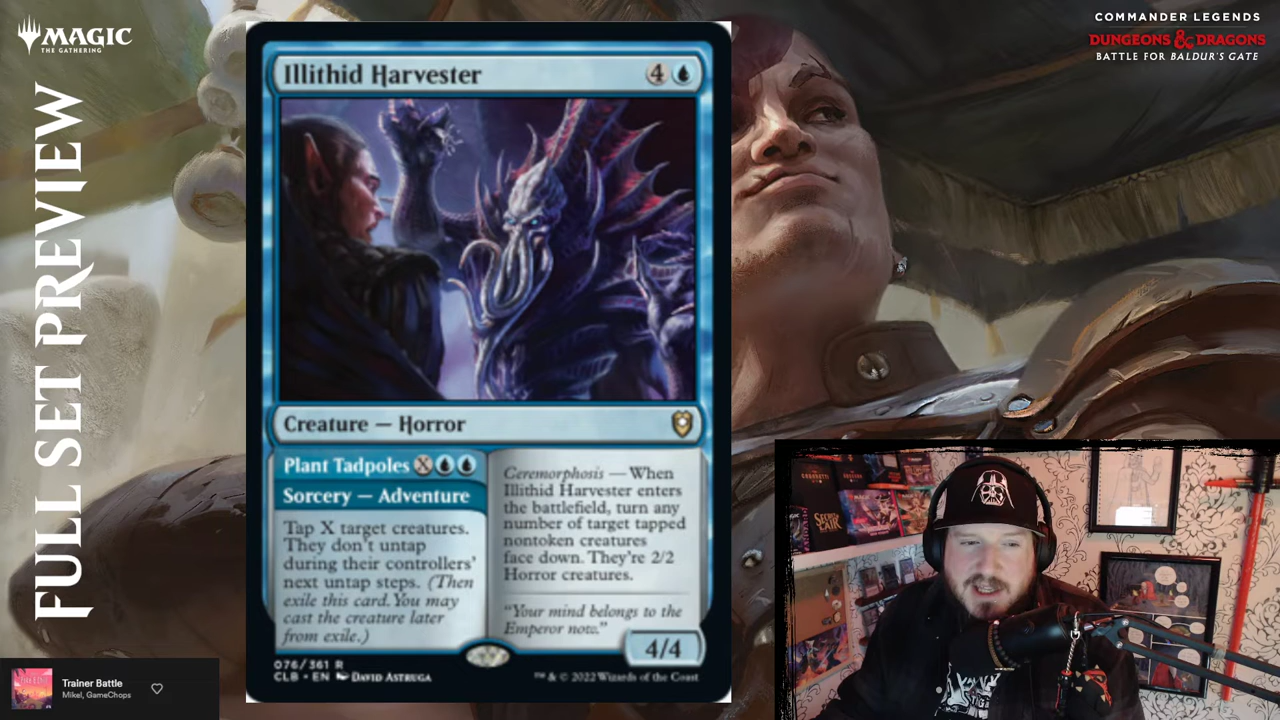 MAGIC
THE GATHERING
FULL SET PREVIEW
COMMANDER LEGENDS
DUNGEONS & DRAGONS
BATTLE FOR BALDUR'S GATE
Illithid Harvester 4
Creature — Horror
Plant Tadpoles X
Sorcery — Adventure
Tap X target creatures.
They don't untap
during their controllers'
next untap steps. (Then
exile this card. You may
cast the creature later
from exile.)
Ceremorphosis — When
Illithid Harvester enters
the battlefield, turn any
number of target tapped
nontoken creatures
face down. They're 2/2
Horror creatures.
"Your mind belongs to the
Emperor now."
4/4
076/361 R
CLB • EN DAVID ASTRUGA
™ & © 2022 Wizards of the Coast
Trainer Battle
Mikel, GameChops
SECRET
LAIR